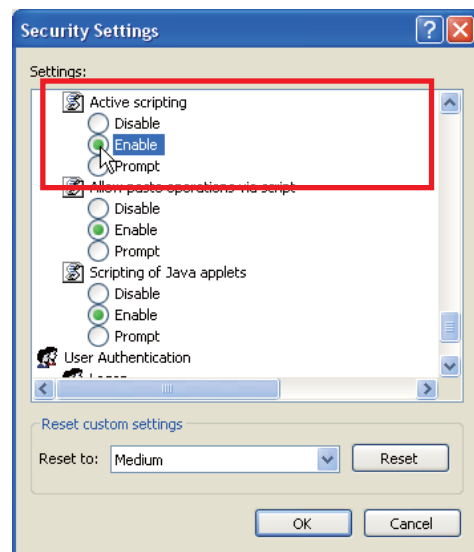 Security Settings
Settings:
Active scripting
Disable
Enable
Prompt
Allow paste operations via script
Disable
Enable
Prompt
Scripting of Java applets
Disable
Enable
Prompt
User Authentication
Logon
Reset custom settings
Reset to: Medium Reset
OK Cancel